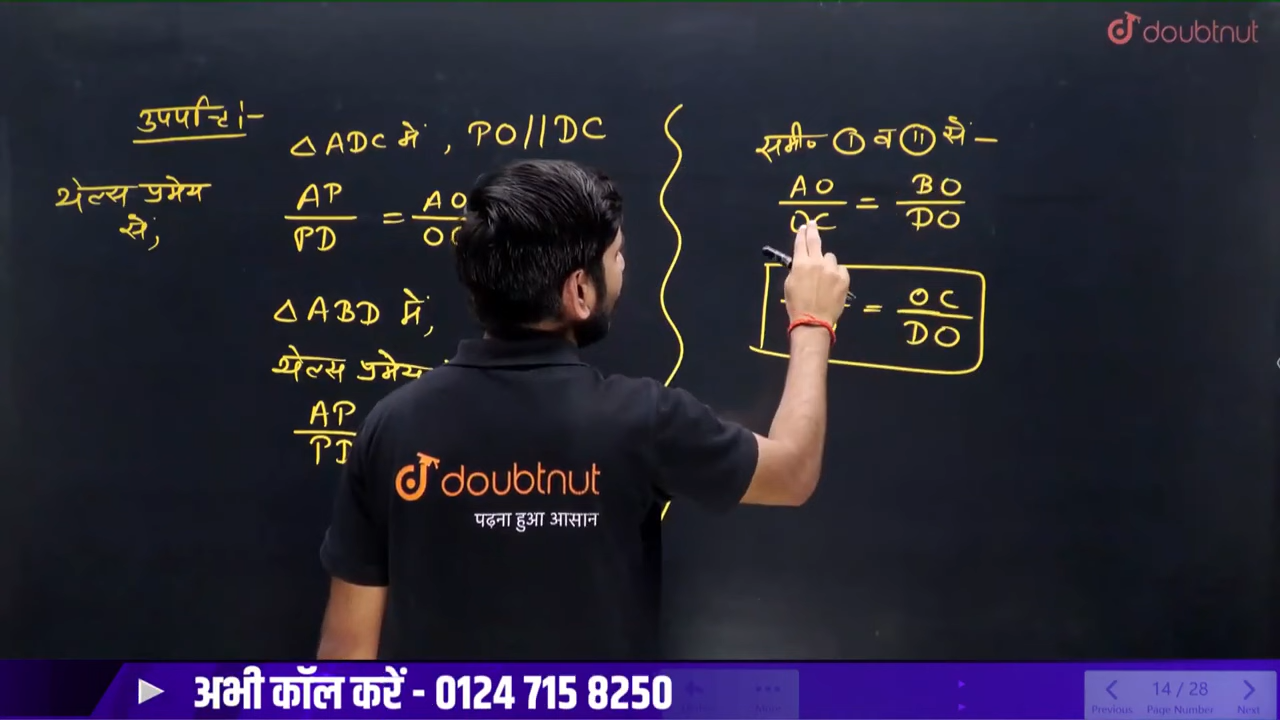 doubtnut
उपपत्ति:-
△ADC में, PO//DC
थेल्स प्रमेय
से,
AP/PD = AO/OC
△ABD में,
थेल्स प्रमेय
AP
समी० I व II से -
AO/OC = BO/DO
= OC/DO
doubtnut
पढ़ना हुआ आसान
अभी कॉल करें - 0124 715 8250
14 / 28
Previous Page Number Next